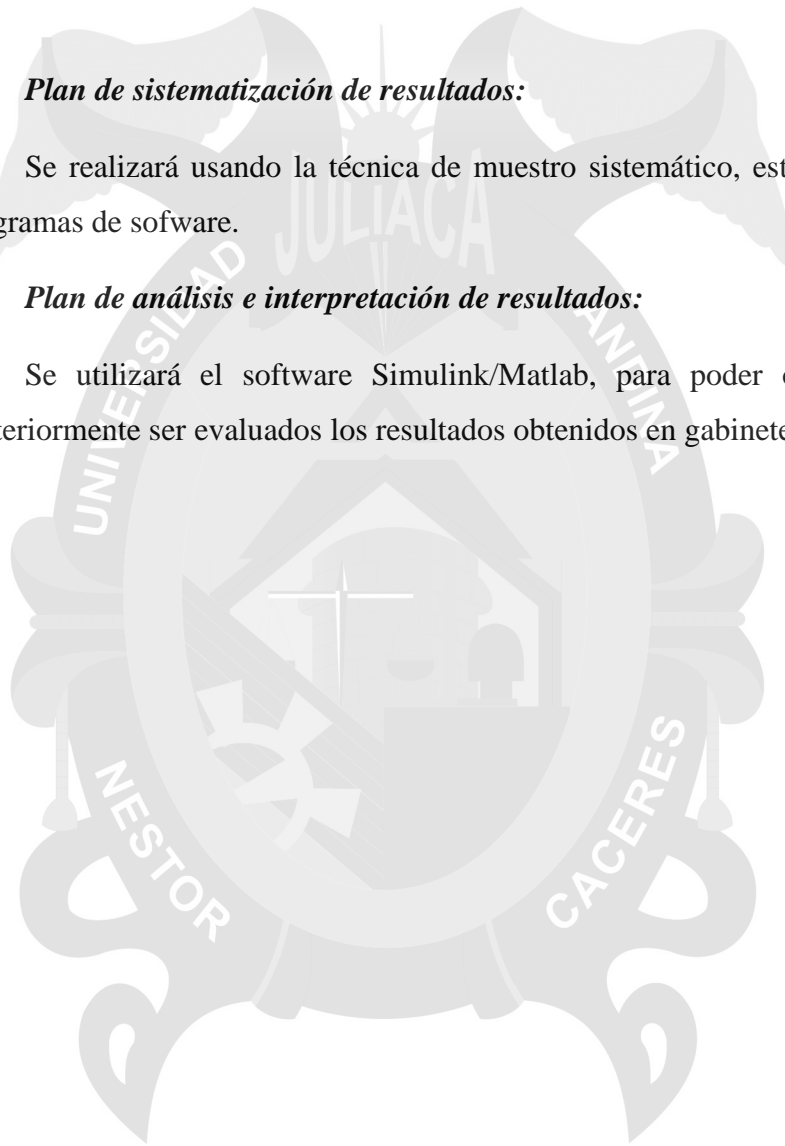 Plan de sistematización de resultados:
Se realizará usando la técnica de muestro sistemático, est
gramas de sofware.
Plan de análisis e interpretación de resultados:
Se utilizará el software Simulink/Matlab, para poder
teriormente ser evaluados los resultados obtenidos en gabinete
UNIVERSIDAD
JULIACA
ANDINA
NESTOR
CACERES